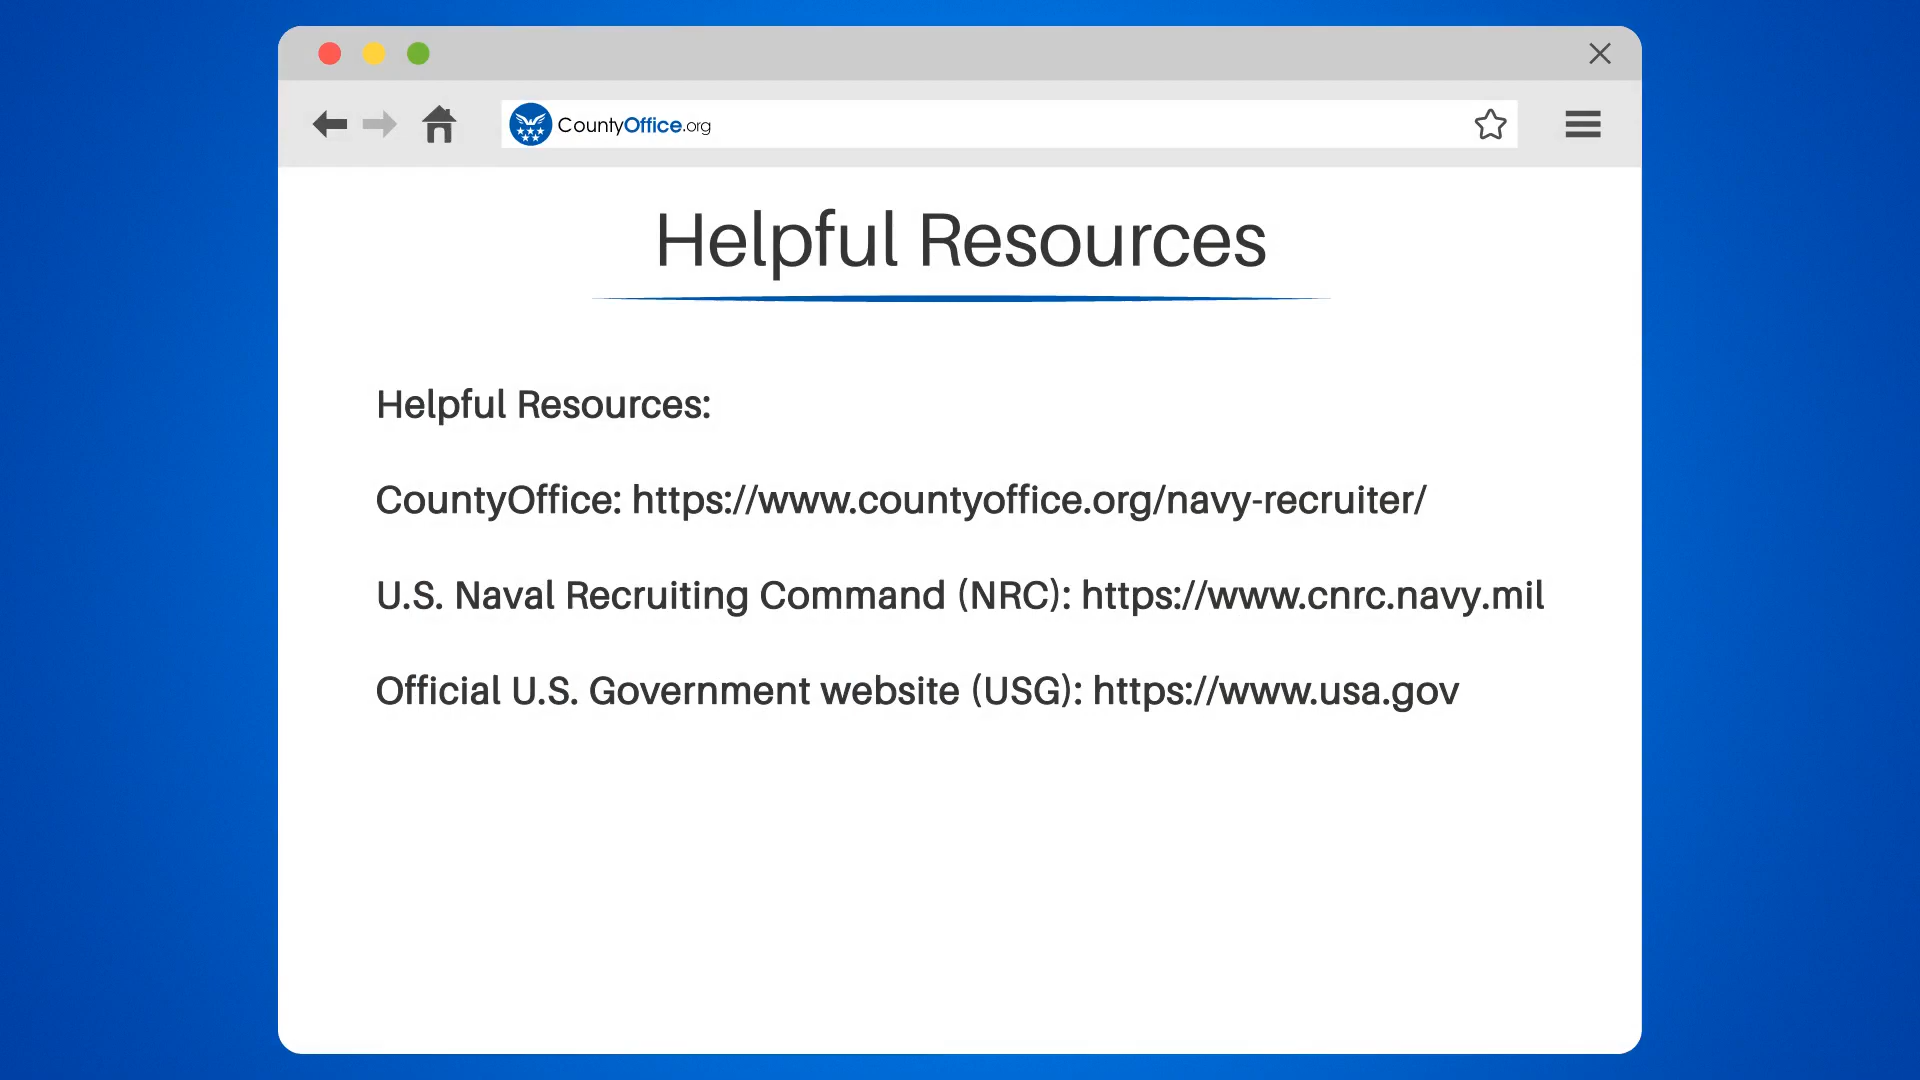 CountyOffice.org
Helpful Resources
Helpful Resources:
CountyOffice: https://www.countyoffice.org/navy-recruiter/
U.S. Naval Recruiting Command (NRC): https://www.cnrc.navy.mil
Official U.S. Government website (USG): https://www.usa.gov